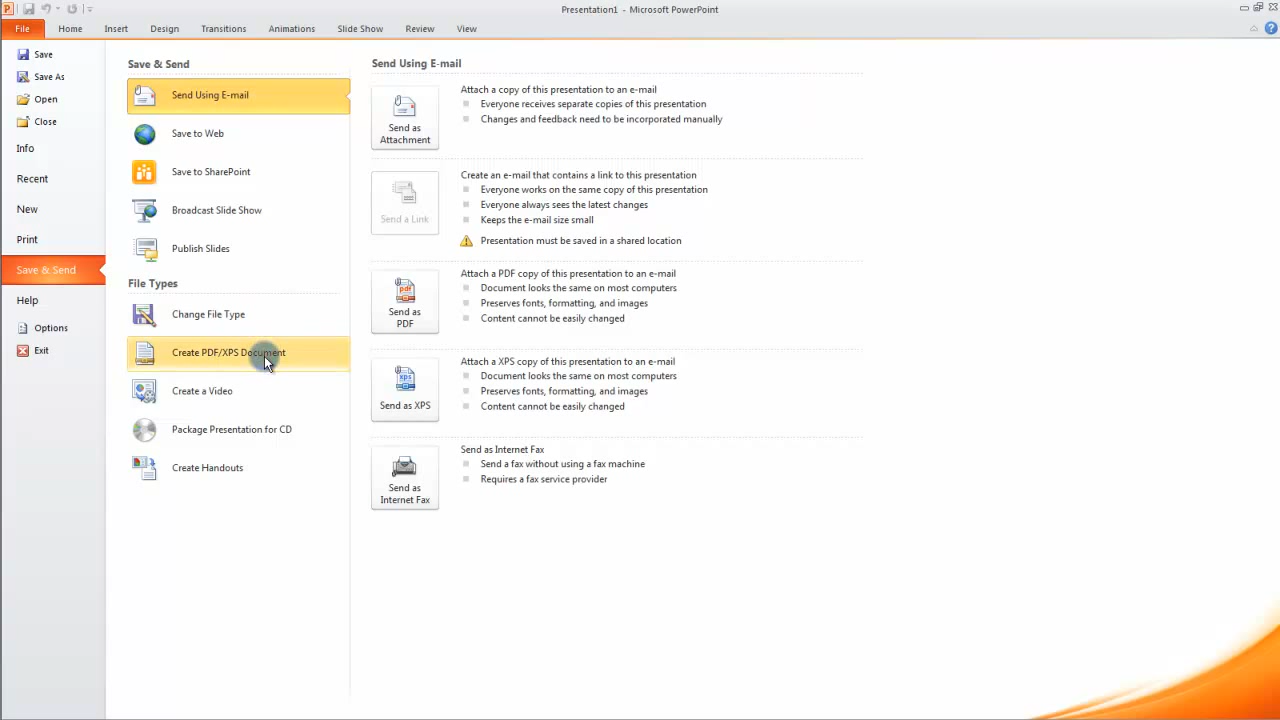 Presentation1 - Microsoft PowerPoint
File Home Insert Design Transitions Animations Slide Show Review View
Save
Save As
Open
Close
Info
Recent
New
Print
Save & Send
Help
Options
Exit
Save & Send
Send Using E-mail
Save to Web
Save to SharePoint
Broadcast Slide Show
Publish Slides
File Types
Change File Type
Create PDF/XPS Document
Create a Video
Package Presentation for CD
Create Handouts
Send Using E-mail
Send as
Attachment
Attach a copy of this presentation to an e-mail
Everyone receives separate copies of this presentation
Changes and feedback need to be incorporated manually
Send a Link
Create an e-mail that contains a link to this presentation
Everyone works on the same copy of this presentation
Everyone always sees the latest changes
Keeps the e-mail size small
Presentation must be saved in a shared location
pdf
Send as
PDF
Attach a PDF copy of this presentation to an e-mail
Document looks the same on most computers
Preserves fonts, formatting, and images
Content cannot be easily changed
xps
Send as XPS
Attach a XPS copy of this presentation to an e-mail
Document looks the same on most computers
Preserves fonts, formatting, and images
Content cannot be easily changed
Send as
Internet Fax
Send as Internet Fax
Send a fax without using a fax machine
Requires a fax service provider